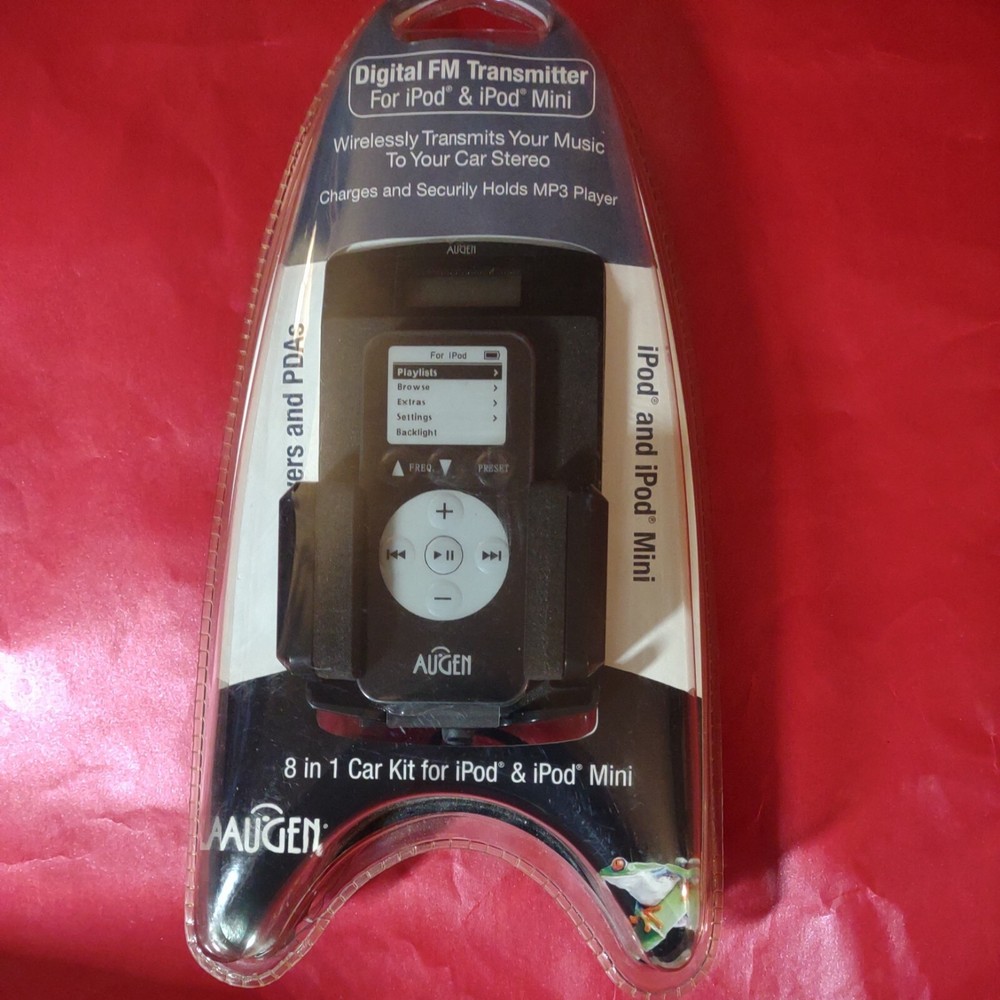 Digital FM Transmitter
For iPod® & iPod® Mini
Wirelessly Transmits Your Music
To Your Car Stereo
Charges and Securily Holds MP3 Player
AUGEN
and PDAs
iPod® and iPod® Mini
For iPod
Playlists >
Browse >
Extras >
Settings >
Backlight
FREQ. PRESET
+
−
AUGEN
8 in 1 Car Kit for iPod® & iPod® Mini
AUGEN